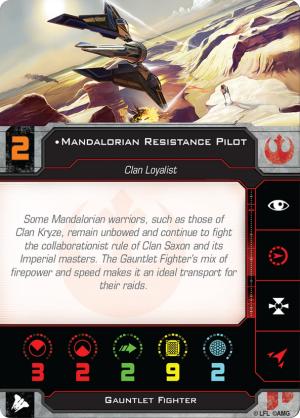 2
•Mandalorian Resistance Pilot
Clan Loyalist
Some Mandalorian warriors, such as those of
Clan Kryze, remain unbowed and continue to fight
the collaborationist rule of Clan Saxon and its
Imperial masters. The Gauntlet Fighter's mix of
firepower and speed makes it an ideal transport for
their raids.
3 2 2 9 2
Gauntlet Fighter
© LFL ©AMG